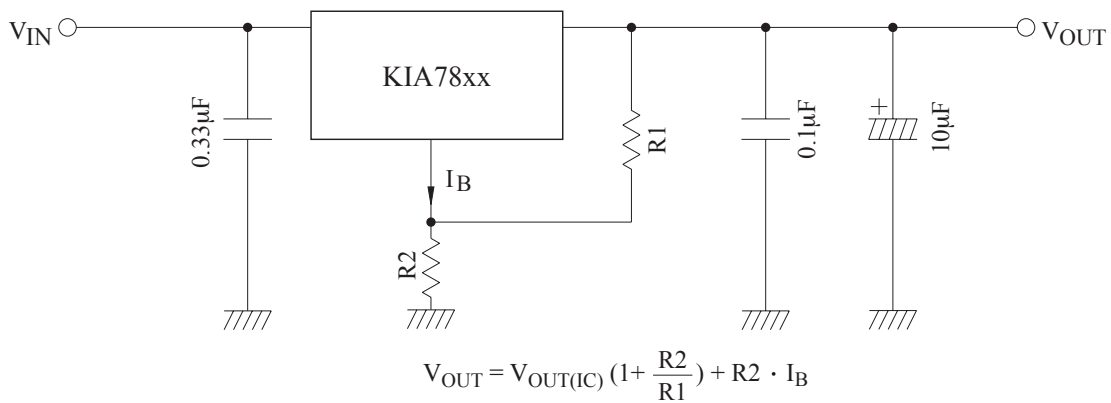 VIN
KIA78xx
VOUT
0.33µF
IB
R1
0.1µF
+
10µF
R2
VOUT = VOUT(IC) (1+ R2/R1) + R2 · IB